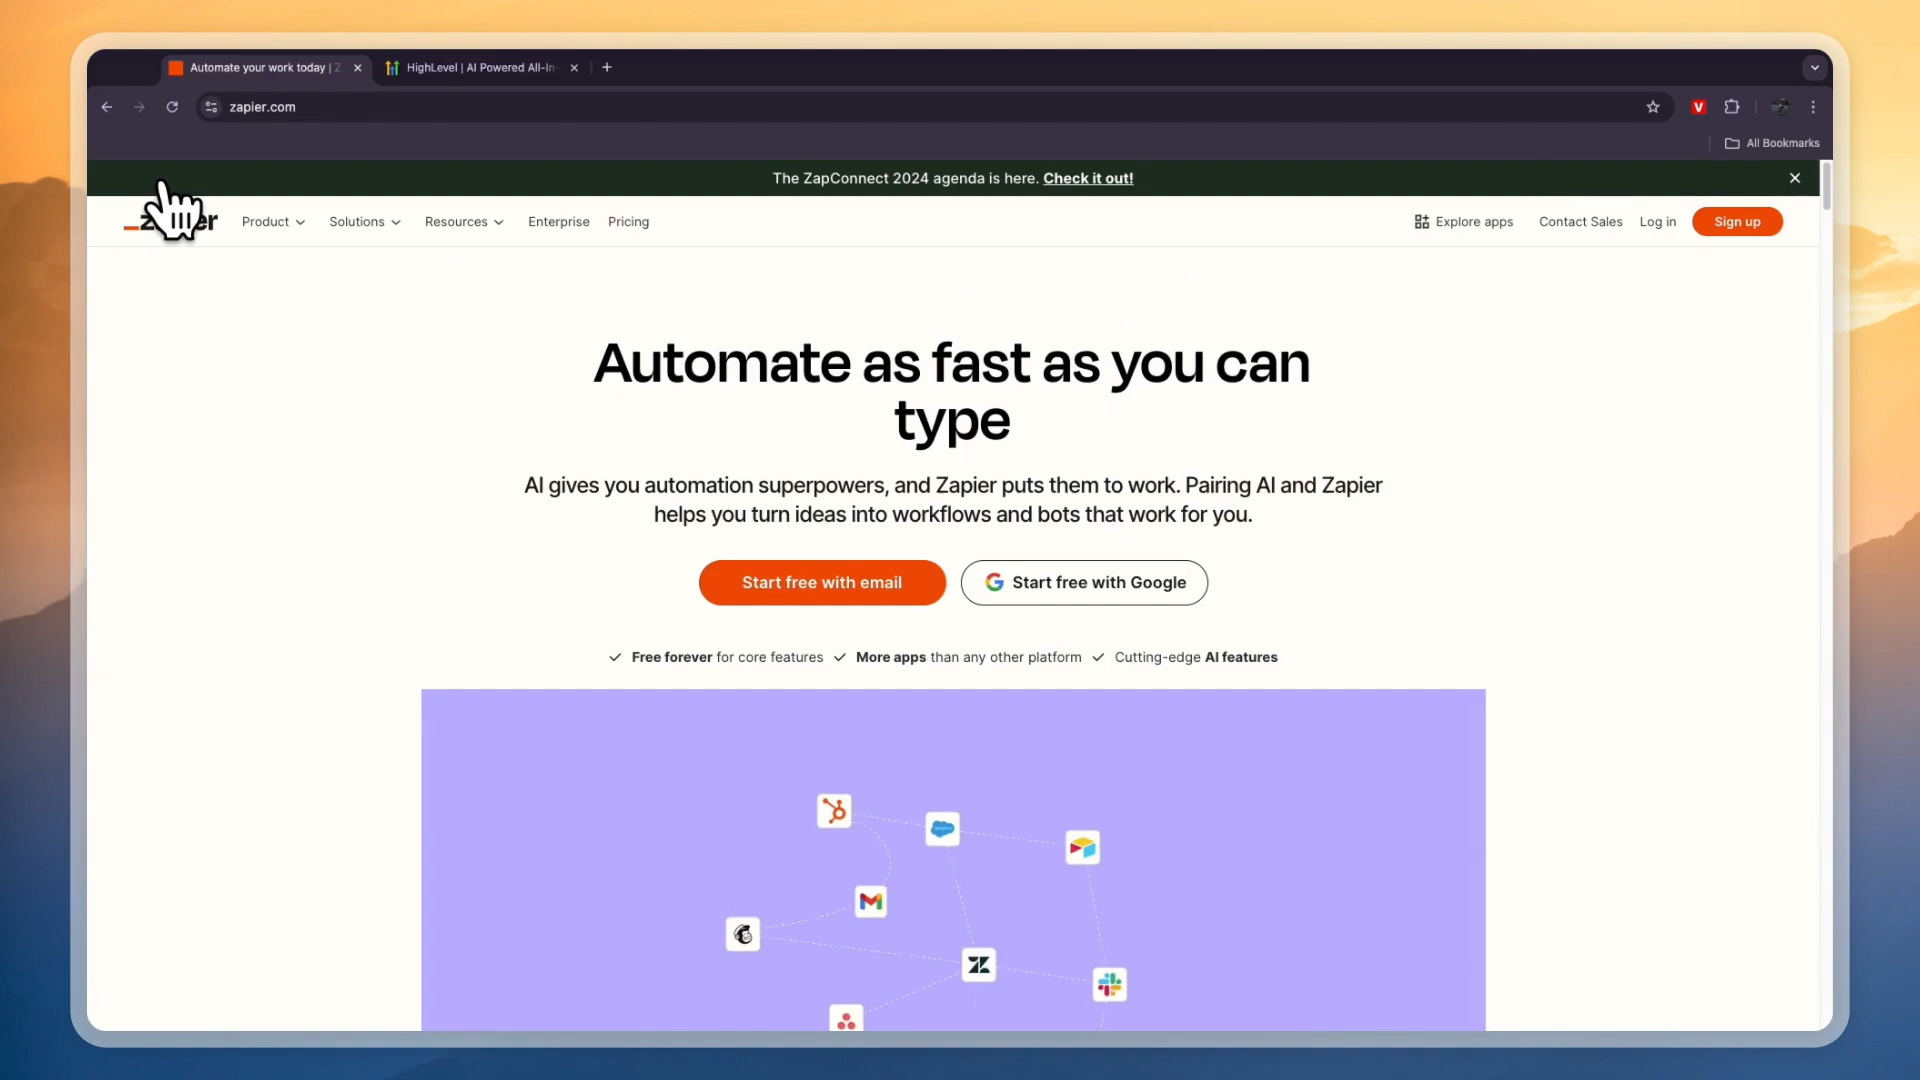 Automate your work today | Z
HighLevel | AI Powered All-In-
zapier.com
All Bookmarks
The ZapConnect 2024 agenda is here. Check it out!
Product
Solutions
Resources
Enterprise
Pricing
Explore apps
Contact Sales
Log in
Sign up
Automate as fast as you can
type
AI gives you automation superpowers, and Zapier puts them to work. Pairing AI and Zapier
helps you turn ideas into workflows and bots that work for you.
Start free with email
Start free with Google
Free forever for core features
More apps than any other platform
Cutting-edge AI features